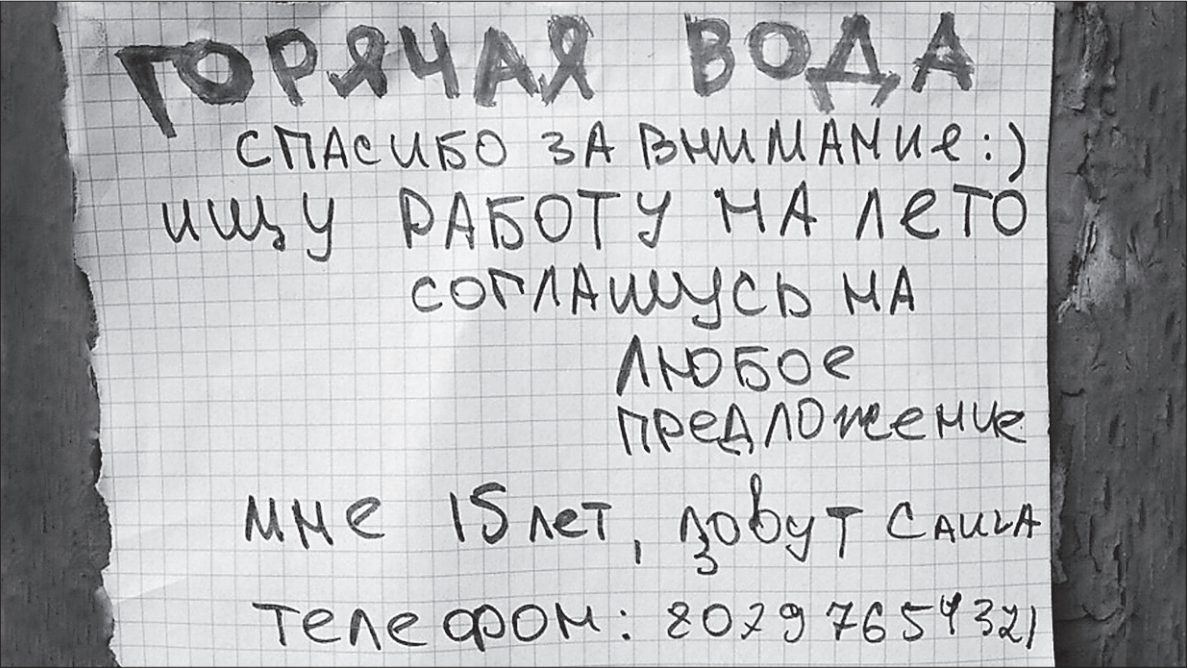 ГОРЯЧАЯ ВОДА
СПАСИБО ЗА ВНИМАНИЕ:)
ИЩУ РАБОТУ НА ЛЕТО
СОГЛАШУСЬ НА
ЛЮБОЕ
ПРЕДЛОЖЕНИЕ
МНЕ 15 лет, зовут САША
Телефон: 80297654321